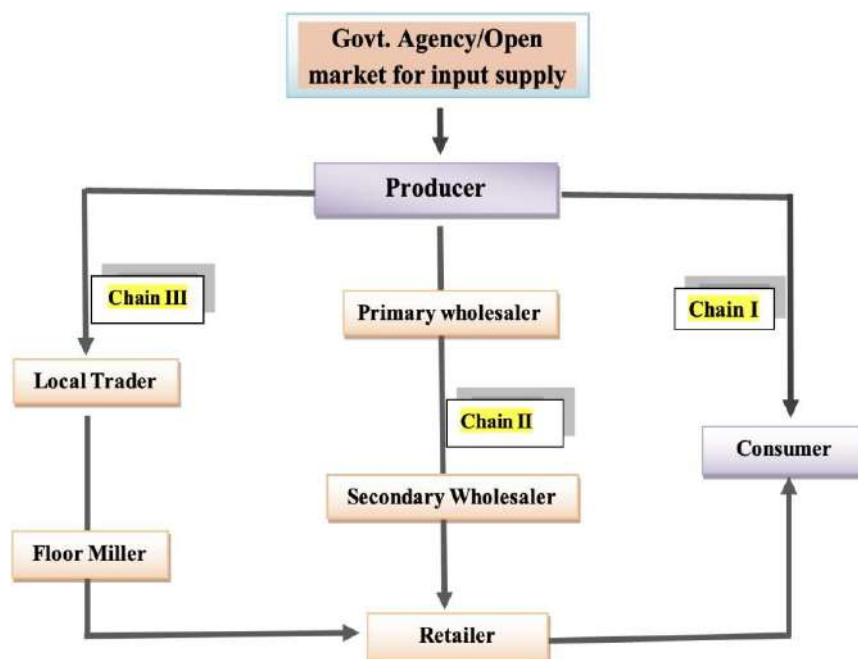 Govt. Agency/Open
market for input supply
Producer
Chain III
Primary wholesaler
Chain I
Local Trader
Chain II
Consumer
Secondary Wholesaler
Floor Miller
Retailer